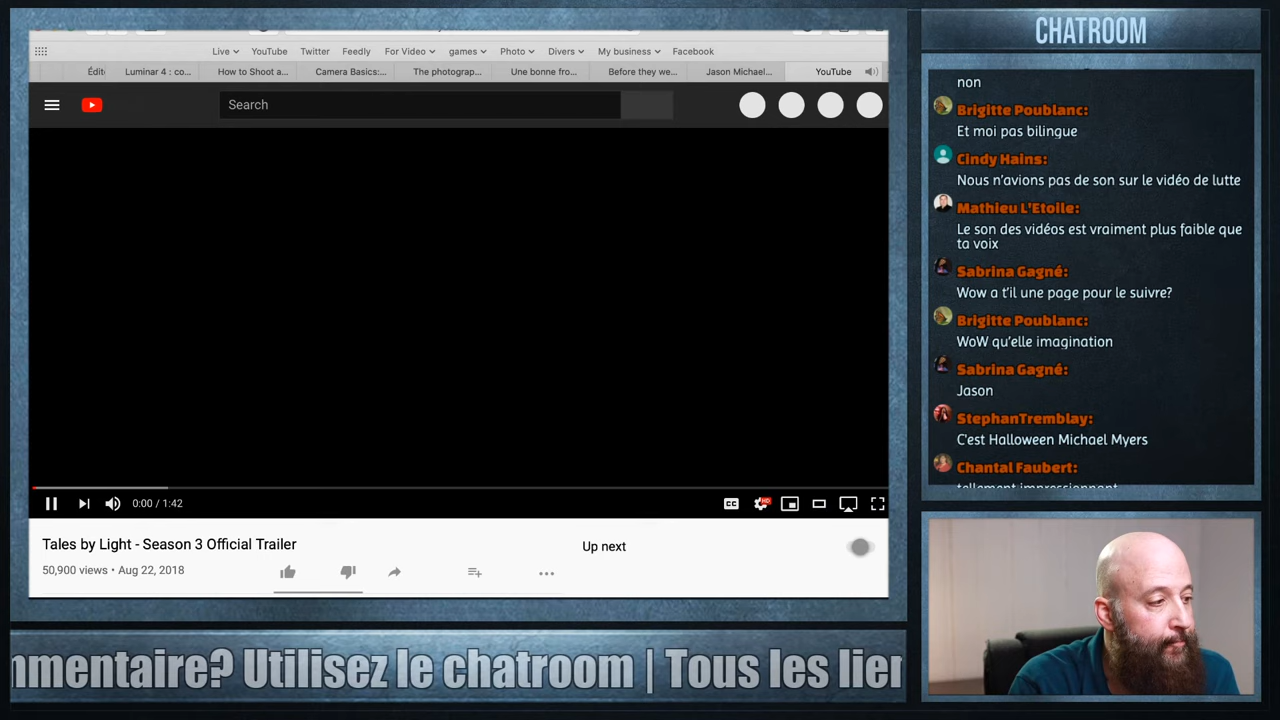 Live YouTube Twitter Feedly For Video games Photo Divers My business Facebook
Édit Luminar 4 : co... How to Shoot a... Camera Basics:... The photograp... Une bonne fro... Before they we... Jason Michael... YouTube
Search
0:00 / 1:42
CC HD
Tales by Light - Season 3 Official Trailer
50,900 views • Aug 22, 2018
Up next
CHATROOM
non
Brigitte Poublanc:
Et moi pas bilingue
Cindy Hains:
Nous n'avions pas de son sur le vidéo de lutte
Mathieu L'Etoile:
Le son des vidéos est vraiment plus faible que
ta voix
Sabrina Gagné:
Wow a t'il une page pour le suivre?
Brigitte Poublanc:
WoW qu'elle imagination
Sabrina Gagné:
Jason
StephanTremblay:
C'est Halloween Michael Myers
Chantal Faubert:
tellement impressionnant
mmentaire? Utilisez le chatroom | Tous les lien